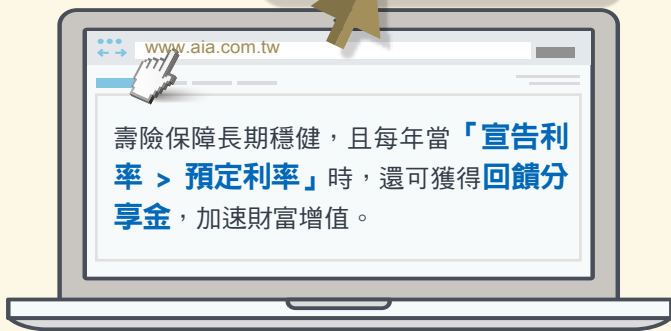 www.aia.com.tw
壽險保障長期穩健，且每年當「宣告利
率 > 預定利率」時，還可獲得回饋分
享金，加速財富增值。